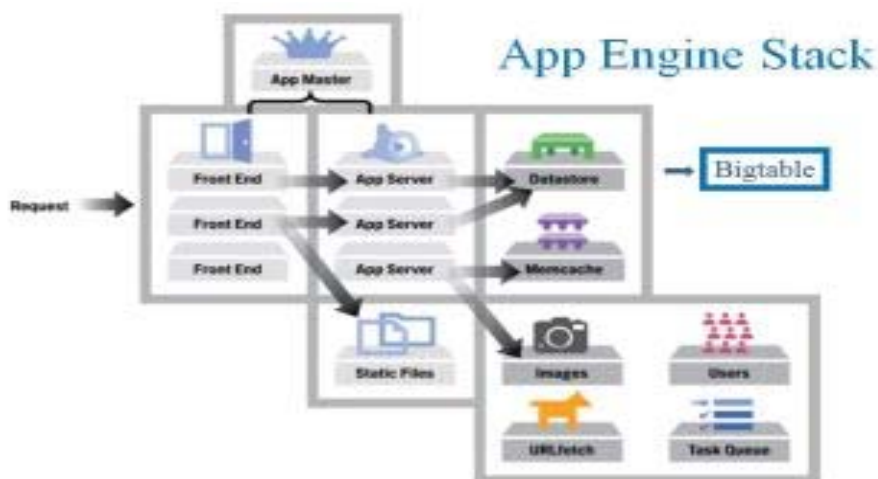 App Engine Stack
App Master
Front End
App Server
Datastore
Bigtable
Request
Front End
App Server
Front End
App Server
Memcache
Static Files
Images
Users
URLfetch
Task Queue